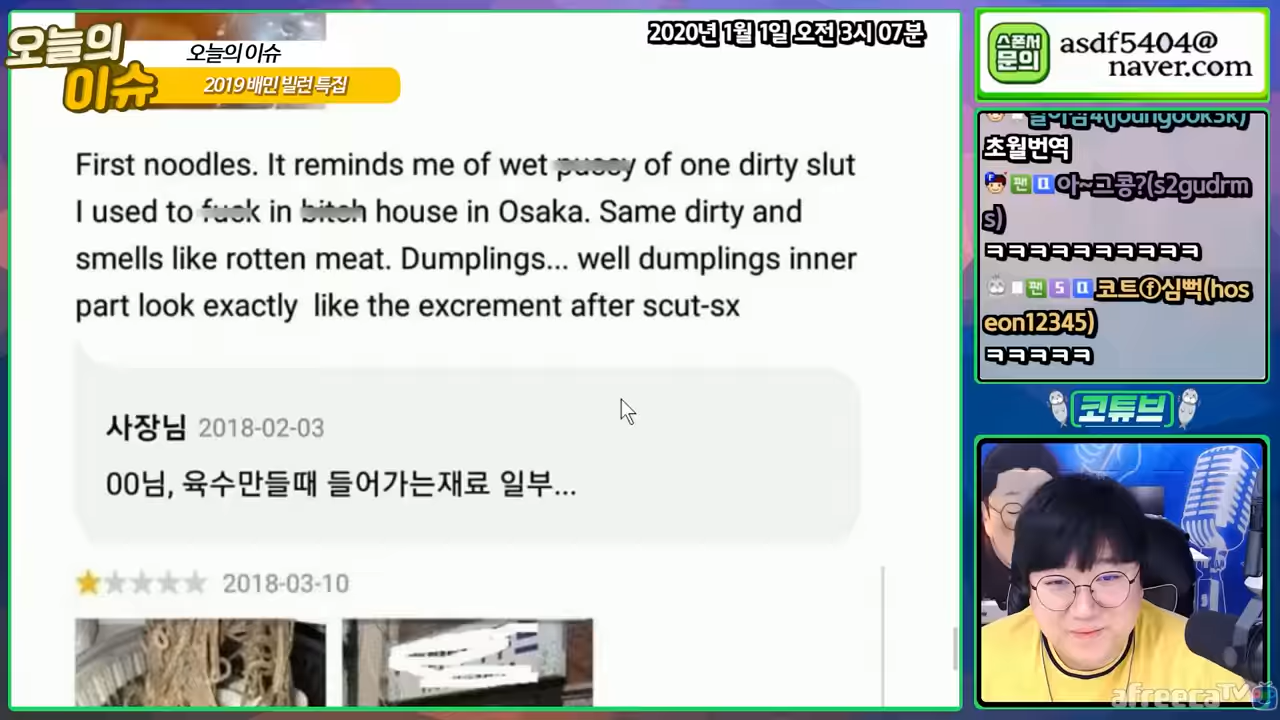 오늘의
이슈
오늘의 이슈
2019 배민 빌런 특집
2020년 1월 1일 오전 3시 07분
First noodles. It reminds me of wet pussy of one dirty slut
I used to fuck in bitch house in Osaka. Same dirty and
smells like rotten meat. Dumplings... well dumplings inner
part look exactly like the excrement after scut-sx
사장님 2018-02-03
00님, 육수만들때 들어가는재료 일부...
2018-03-10
스폰서
문의
asdf5404@
naver.com
초월번역
팬 아~그콩?(s2gudrm
s)
ㅋㅋㅋㅋㅋㅋㅋㅋㅋㅋ
팬 S 코트ⓕ심뻑(hos
eon12345)
ㅋㅋㅋㅋㅋ
코튜브
afreecaTV